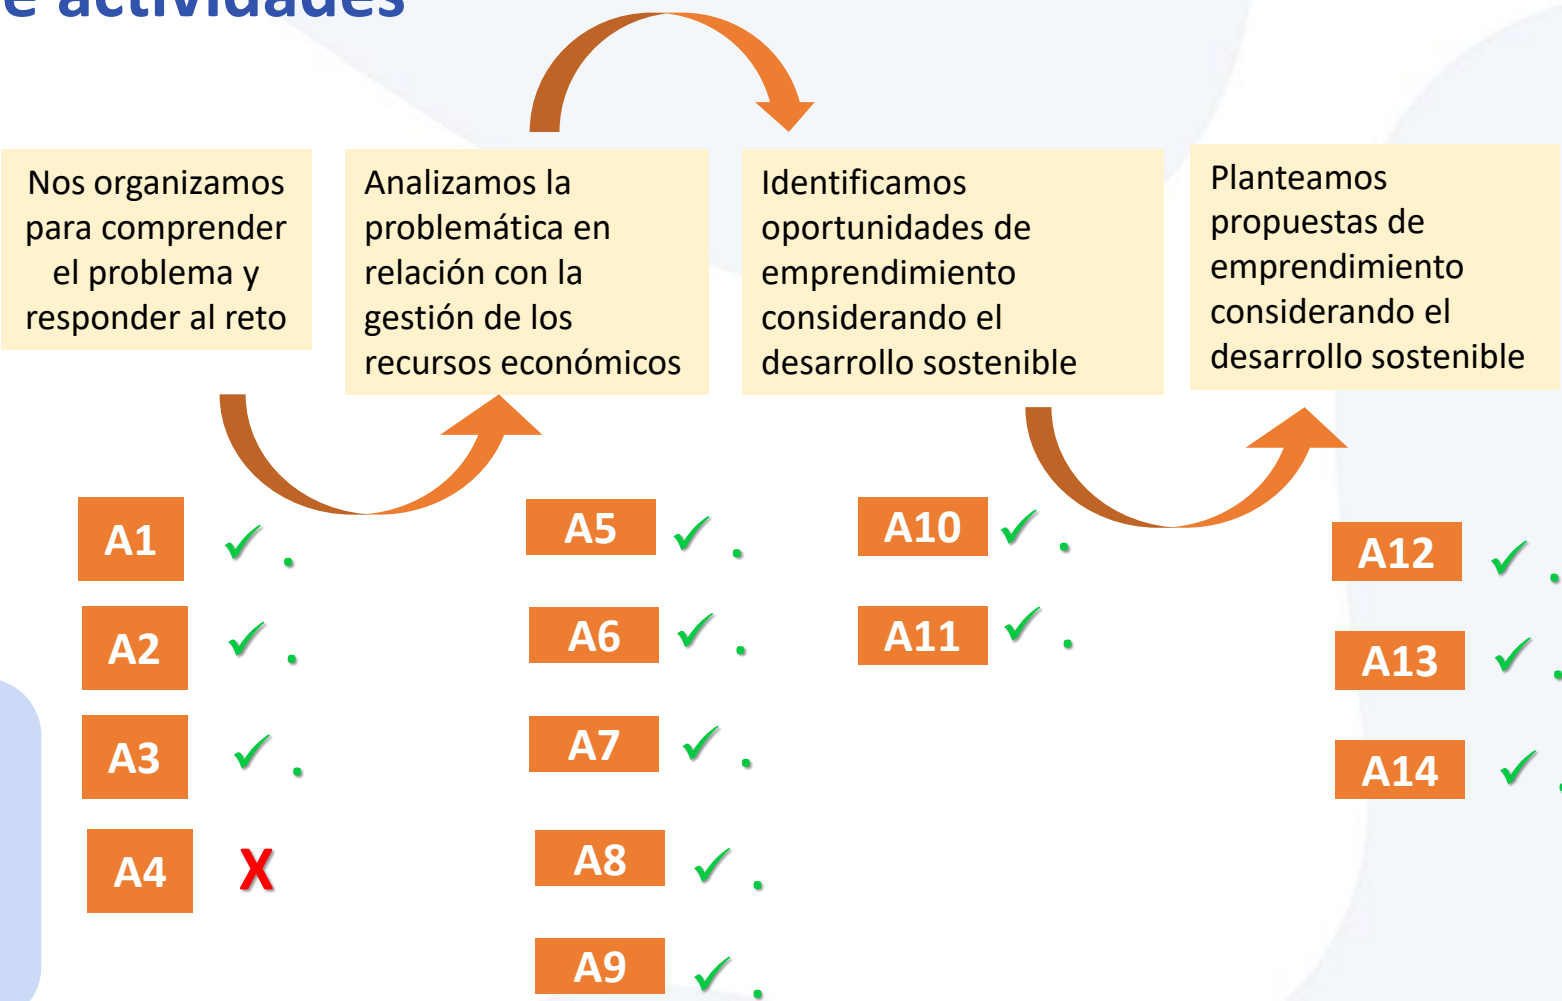 e actividades
Nos organizamos
para comprender
el problema y
responder al reto
Analizamos la
problemática en
relación con la
gestión de los
recursos económicos
Identificamos
oportunidades de
emprendimiento
considerando el
desarrollo sostenible
Planteamos
propuestas de
emprendimiento
considerando el
desarrollo sostenible
A1 ✓ .
A2 ✓ .
A3 ✓ .
A4 X
A5 ✓ .
A6 ✓ .
A7 ✓ .
A8 ✓ .
A9 ✓ .
A10 ✓ .
A11 ✓ .
A12 ✓ .
A13 ✓ .
A14 ✓ .